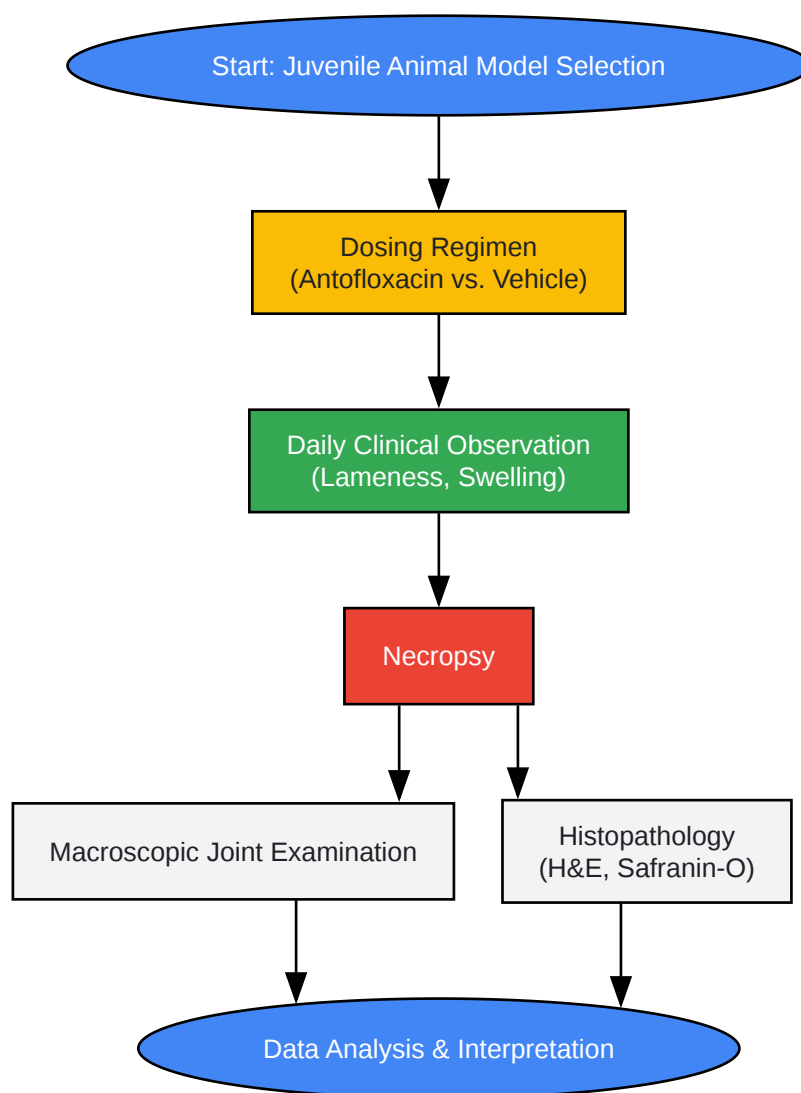 Start: Juvenile Animal Model Selection
Dosing Regimen
(Antofloxacin vs. Vehicle)
Daily Clinical Observation
(Lameness, Swelling)
Necropsy
Macroscopic Joint Examination
Histopathology
(H&E, Safranin-O)
Data Analysis & Interpretation